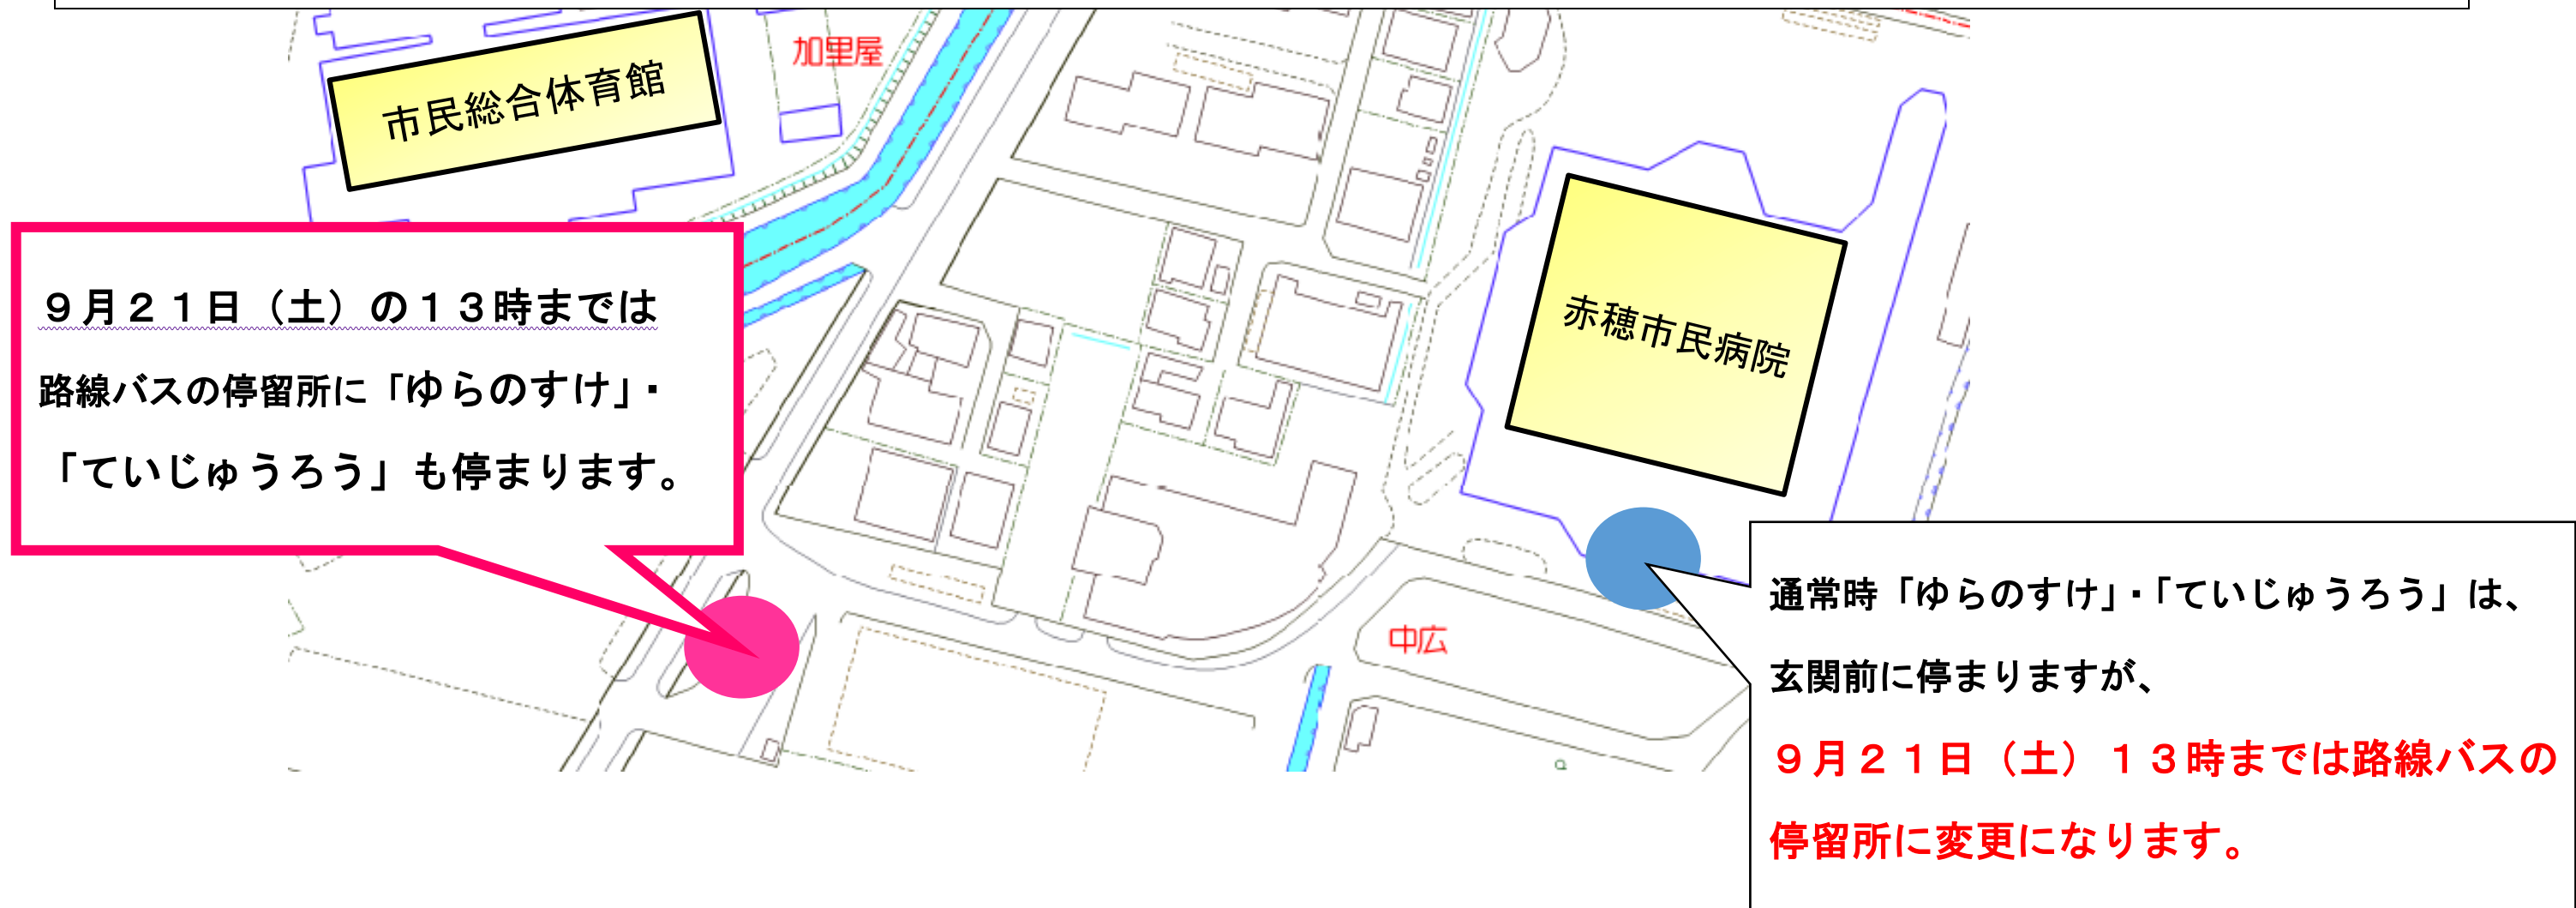 加里屋
市民総合体育館
９月２１日（土）の１３時までは
路線バスの停留所に「ゆらのすけ」・
「ていじゅうろう」も停まります。
赤穂市民病院
中広
通常時「ゆらのすけ」・「ていじゅうろう」は、
玄関前に停まりますが、
９月２１日（土）１３時までは路線バスの
停留所に変更になります。